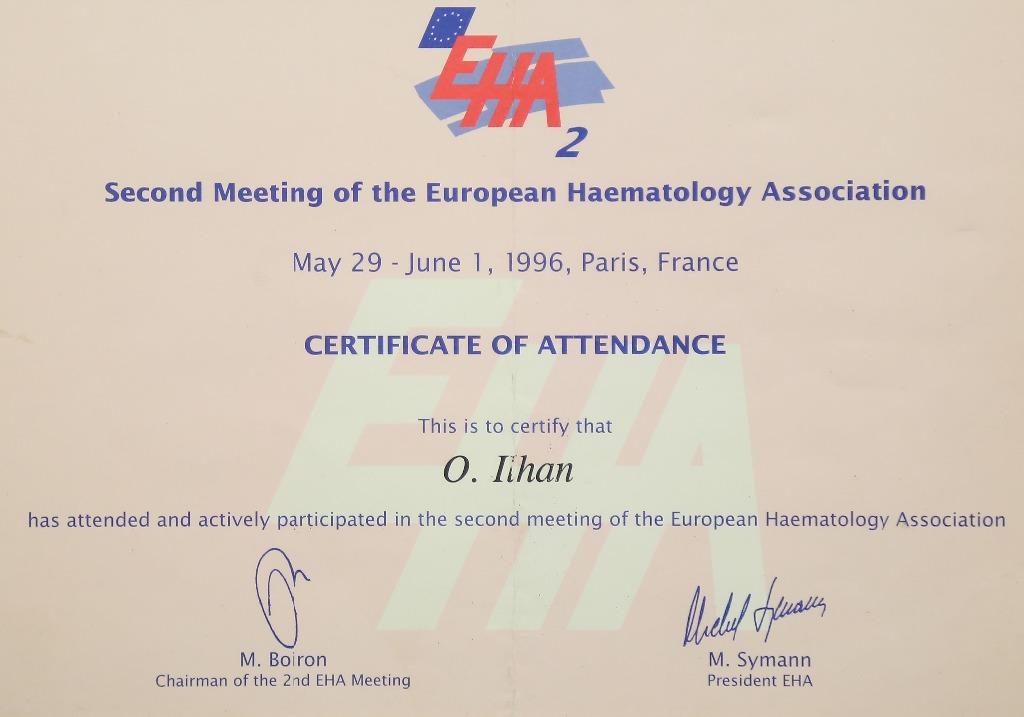 EHA
2
Second Meeting of the European Haematology Association
May 29 - June 1, 1996, Paris, France
CERTIFICATE OF ATTENDANCE
This is to certify that
O. Ilhan
has attended and actively participated in the second meeting of the European Haematology Association
M. Boiron
Chairman of the 2nd EHA Meeting
M. Symann
President EHA